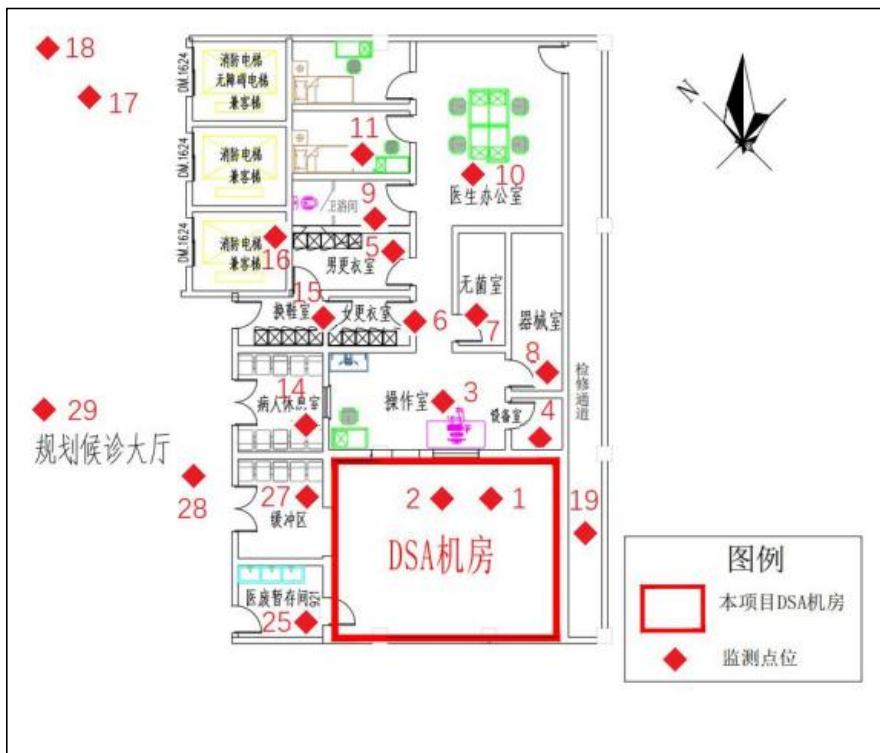 18
DM.1624
消防电梯
无障碍电梯
兼客梯
17
N
11
10
医生办公室
DM.1624
消防电梯
兼客梯
9
卫浴间
DM.1624
消防电梯
兼客梯
16
5
男更衣室
无菌室
15
换鞋室
女更衣室
6
7
器械室
8
检修通道
14
病人休息室
操作室
3
设备室
4
29
规划候诊大厅
28
27
缓冲区
2
1
19
DSA机房
医废暂存间
921
25
图例
本项目DSA机房
监测点位